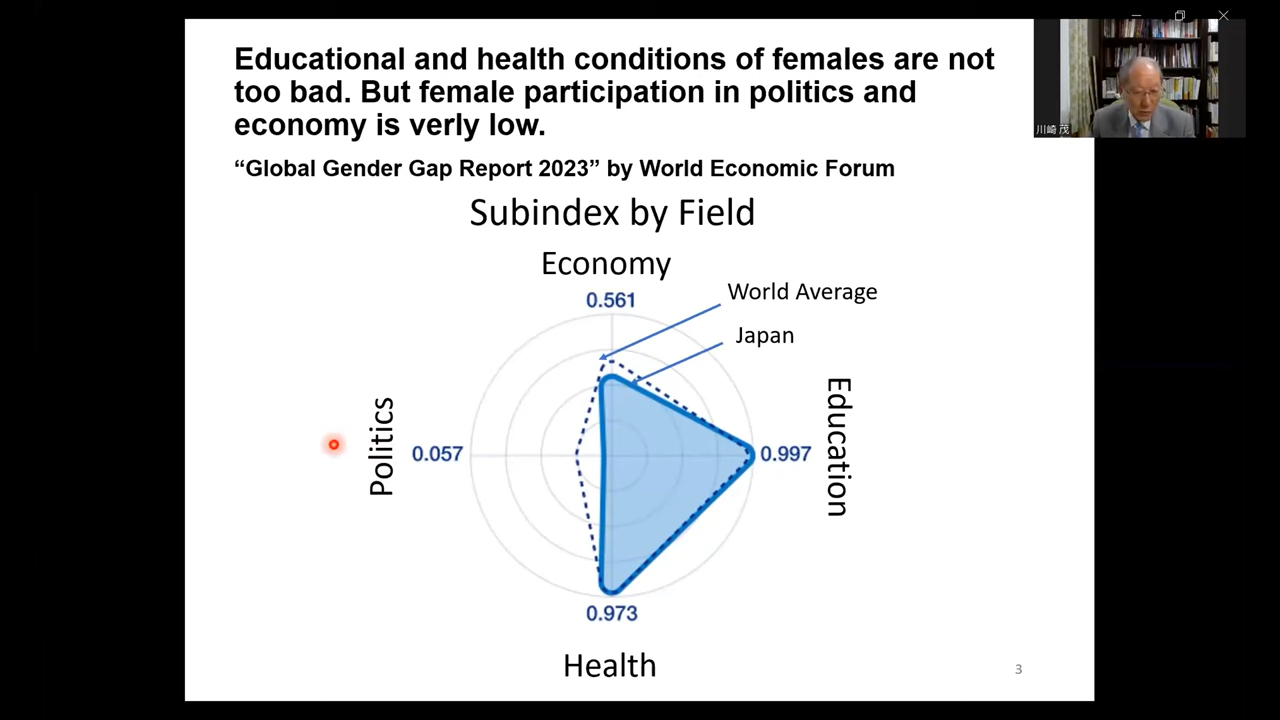 Educational and health conditions of females are not
too bad. But female participation in politics and
economy is verly low.
“Global Gender Gap Report 2023” by World Economic Forum
Subindex by Field
Economy
0.561
World Average
Japan
Politics
0.057
0.997
Education
0.973
Health
3
川崎 茂